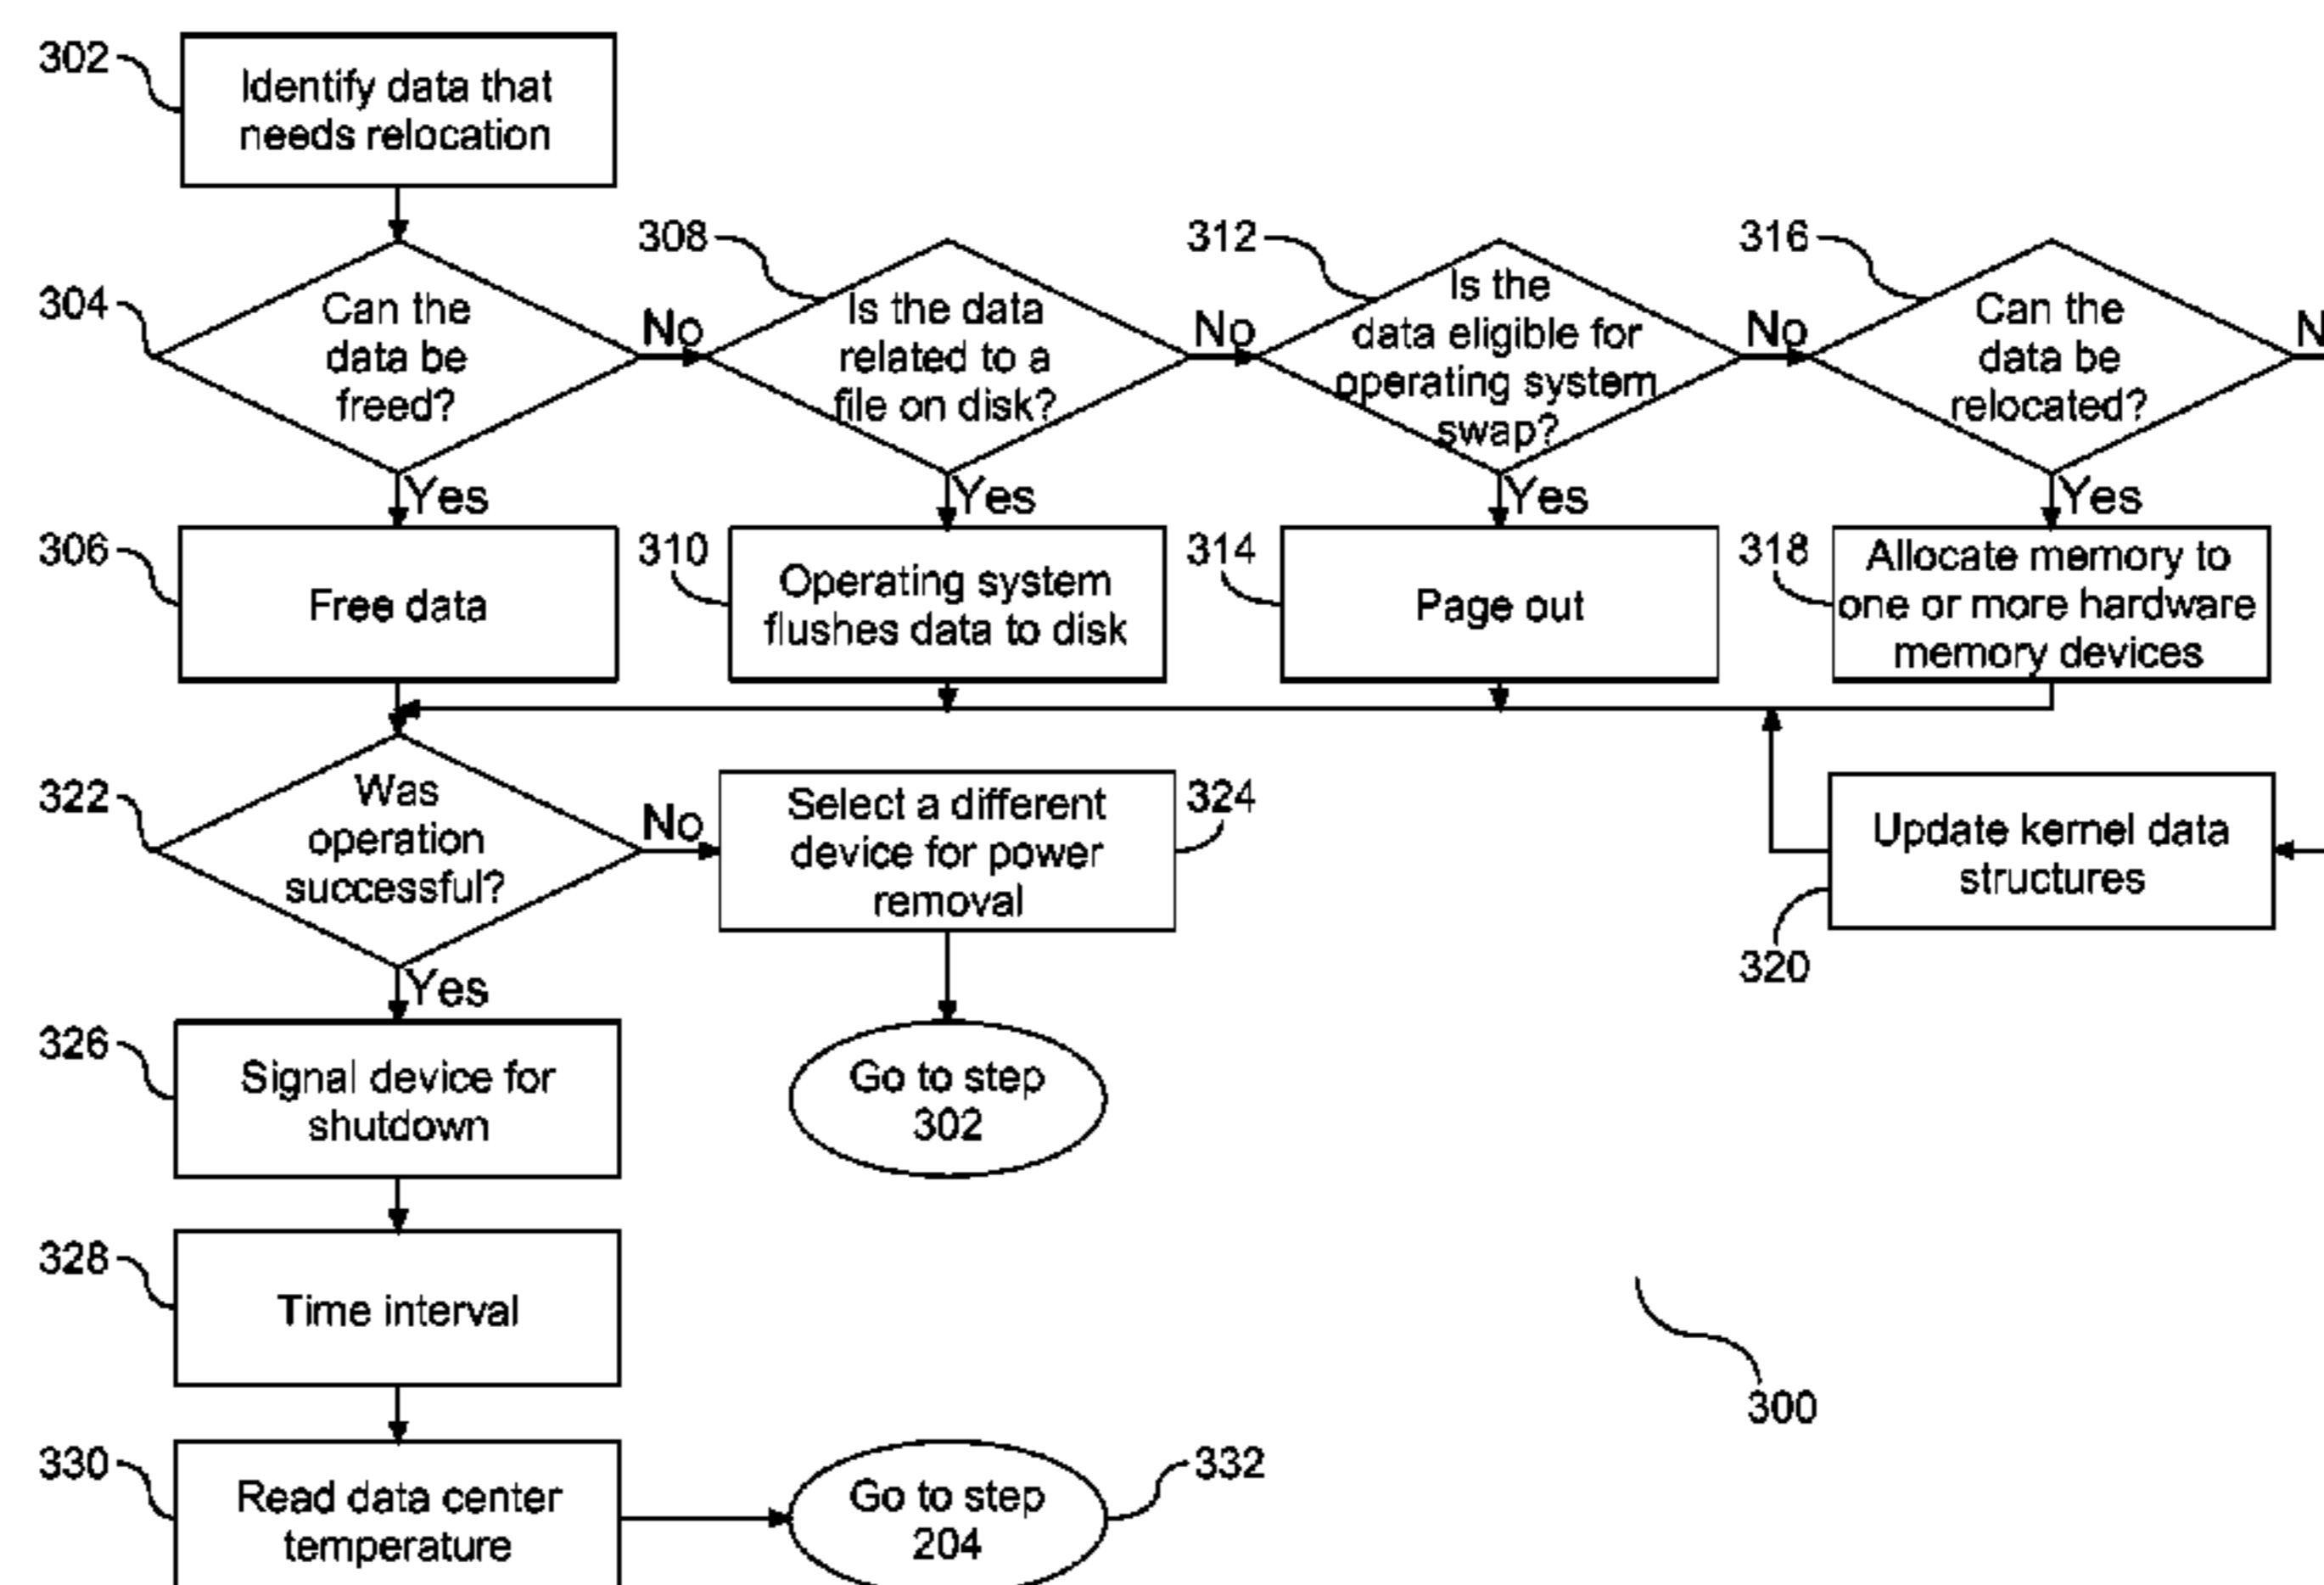 302
Identify data that
needs relocation
304
Can the
data be
freed?
No
308
Is the data
related to a
file on disk?
No
312
Is the
data eligible for
operating system
swap?
No
316
Can the
data be
relocated?
Yes
Yes
Yes
Yes
306
Free data
310
Operating system
flushes data to disk
314
Page out
318
Allocate memory to
one or more hardware
memory devices
322
Was
operation
successful?
No
Select a different
device for power
removal
324
Update kernel data
structures
320
Yes
326
Signal device for
shutdown
Go to step
302
328
Time interval
300
330
Read data center
temperature
Go to step
204
332